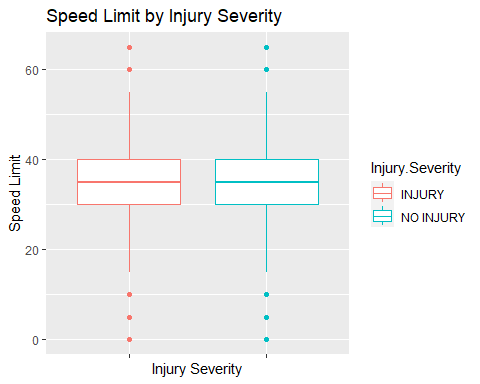 Speed Limit by Injury Severity
60
40
20
0
Speed Limit
Injury Severity
Injury.Severity
INJURY
NO INJURY